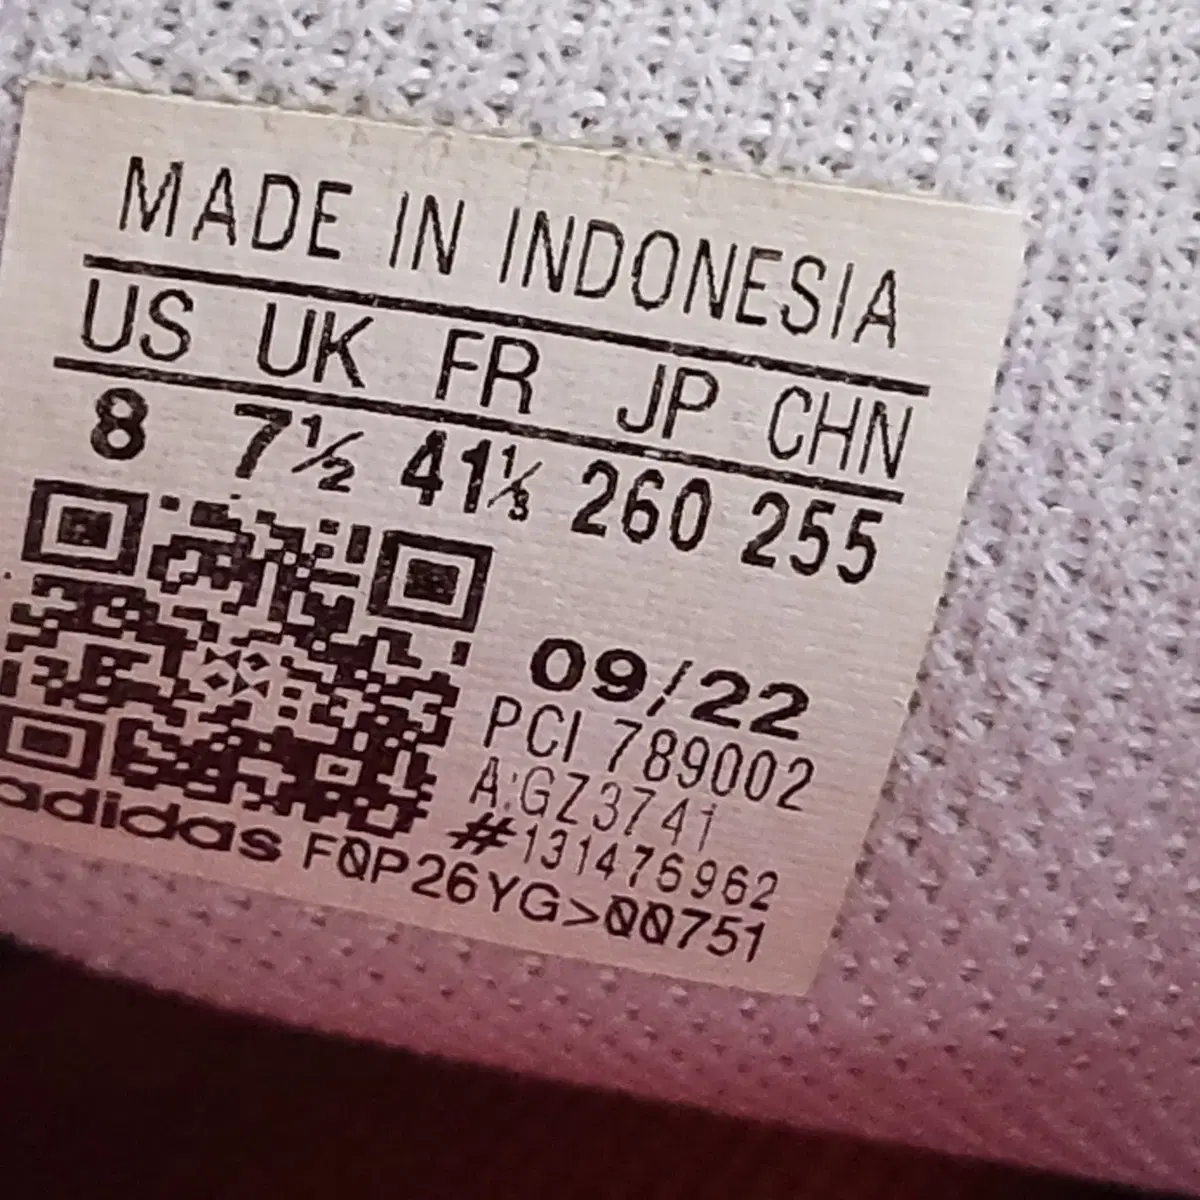 MADE IN INDONESIA
US UK FR JP CHN
8 7½ 41⅓ 260 255
09/22
PCI 789002
A:GZ3741
#131476962
adidas F0P26YG>00751